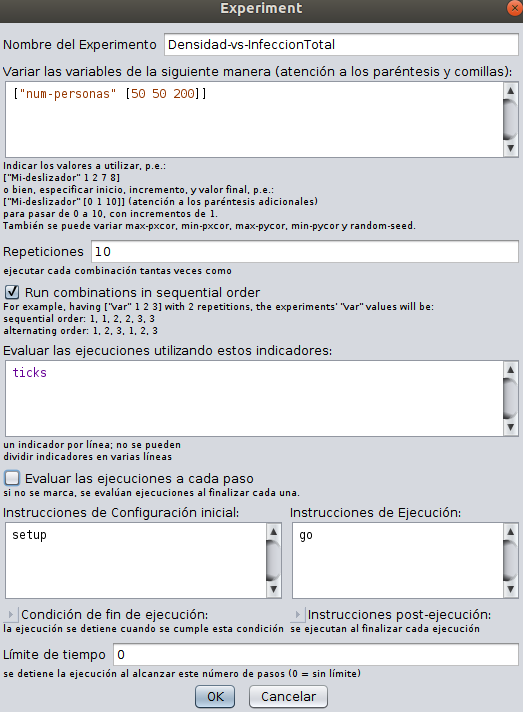 Experiment
Nombre del Experimento Densidad-vs-InfeccionTotal
Variar las variables de la siguiente manera (atención a los paréntesis y comillas):
["num-personas" [50 50 200]]
Indicar los valores a utilizar, p.e.:
["Mi-deslizador" 1 2 7 8]
o bien, especificar inicio, incremento, y valor final, p.e.:
["Mi-deslizador" [0 1 10]] (atención a los paréntesis adicionales)
para pasar de 0 a 10, con incrementos de 1.
También se puede variar max-pxcor, min-pxcor, max-pycor, min-pycor y random-seed.
Repeticiones 10
ejecutar cada combinación tantas veces como
Run combinations in sequential order
For example, having ["var" 1 2 3] with 2 repetitions, the experiments' "var" values will be:
sequential order: 1, 1, 2, 2, 3, 3
alternating order: 1, 2, 3, 1, 2, 3
Evaluar las ejecuciones utilizando estos indicadores:
ticks
un indicador por línea; no se pueden
dividir indicadores en varias líneas
Evaluar las ejecuciones a cada paso
si no se marca, se evalúan ejecuciones al finalizar cada una.
Instrucciones de Configuración inicial:
setup
Instrucciones de Ejecución:
go
Condición de fin de ejecución:
la ejecución se detiene cuando se cumple esta condición
Instrucciones post-ejecución:
se ejecutan al finalizar cada ejecución
Límite de tiempo 0
se detiene la ejecución al alcanzar este número de pasos (0 = sin límite)
OK Cancelar